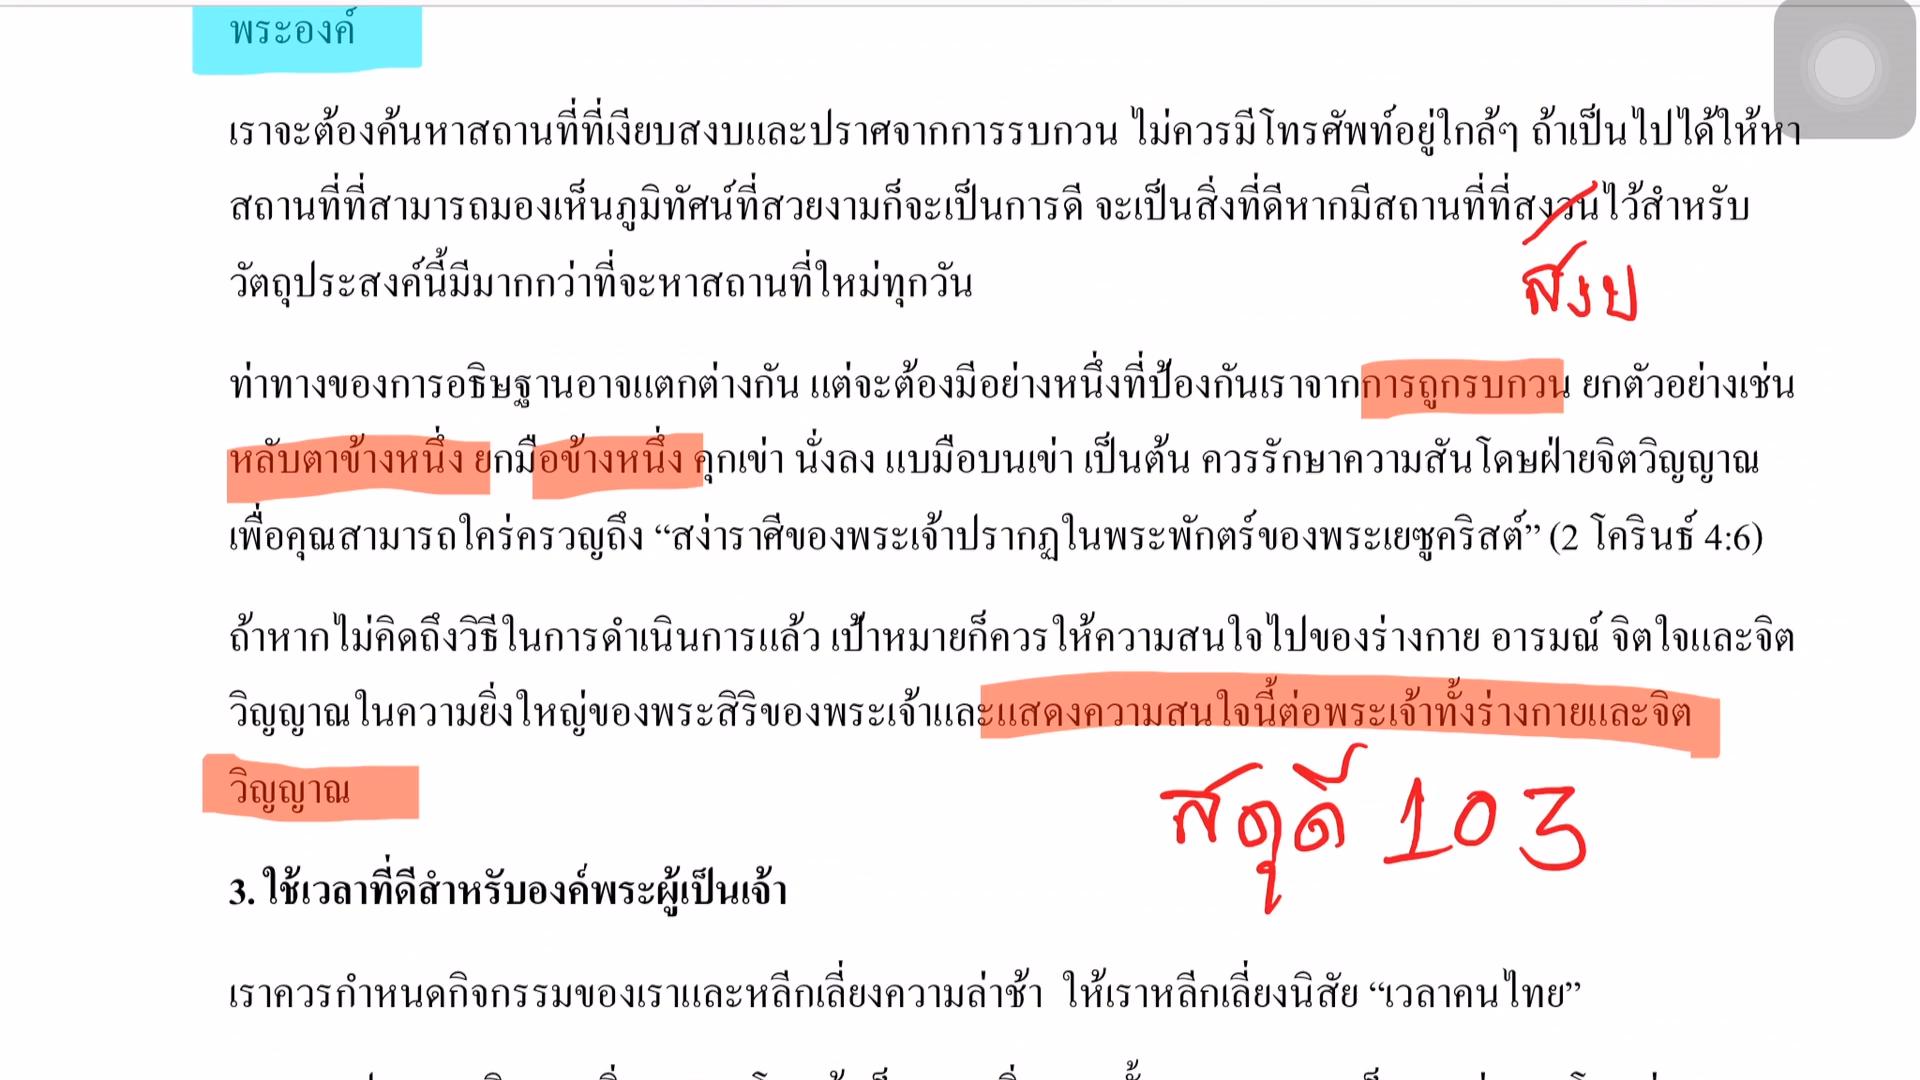 พระองค์
เราจะต้องค้นหาสถานที่ที่เงียบสงบและปราศจากการรบกวน ไม่ควรมีโทรศัพท์อยู่ใกล้ๆ ถ้าเป็นไปได้ให้หา
สถานที่ที่สามารถมองเห็นภูมิทัศน์ที่สวยงามก็จะเป็นการดี จะเป็นสิ่งที่ดีหากมีสถานที่ที่สงวนไว้สำหรับ
สงบ
วัตถุประสงค์นี้มีมากกว่าที่จะหาสถานที่ใหม่ทุกวัน
ท่าทางของการอธิษฐานอาจแตกต่างกัน แต่จะต้องมีอย่างหนึ่งที่ป้องกันเราจากการถูกรบกวน ยกตัวอย่างเช่น
หลับตาข้างหนึ่ง ยกมือข้างหนึ่ง คุกเข่า นั่งลง แบมือบนเข่า เป็นต้น ควรรักษาความสันโดษฝ่ายจิตวิญญาณ
เพื่อคุณสามารถใคร่ครวญถึง “สง่าราศีของพระเจ้าปรากฏในพระพักตร์ของพระเยซูคริสต์” (2 โครินธ์ 4:6)
ถ้าหากไม่คิดถึงวิธีในการดำเนินการแล้ว เป้าหมายก็ควรให้ความสนใจไปของร่างกาย อารมณ์ จิตใจและจิต
วิญญาณในความยิ่งใหญ่ของพระสิริของพระเจ้าและแสดงความสนใจนี้ต่อพระเจ้าทั้งร่างกายและจิต
วิญญาณ
สดุดี 103
3. ใช้เวลาที่ดีสำหรับองค์พระผู้เป็นเจ้า
เราควรกำหนดกิจกรรมของเราและหลีกเลี่ยงความล่าช้า ให้เราหลีกเลี่ยงนิสัย “เวลาคนไทย”